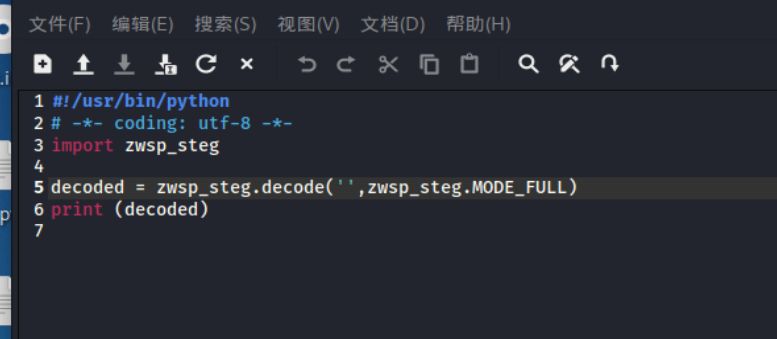 文件(F) 编辑(E) 搜索(S) 视图(V) 文档(D) 帮助(H)
.i
1 #!/usr/bin/python
2 # -*- coding: utf-8 -*-
3 import zwsp_steg
4
5 decoded = zwsp_steg.decode('',zwsp_steg.MODE_FULL)
6 print (decoded)
7